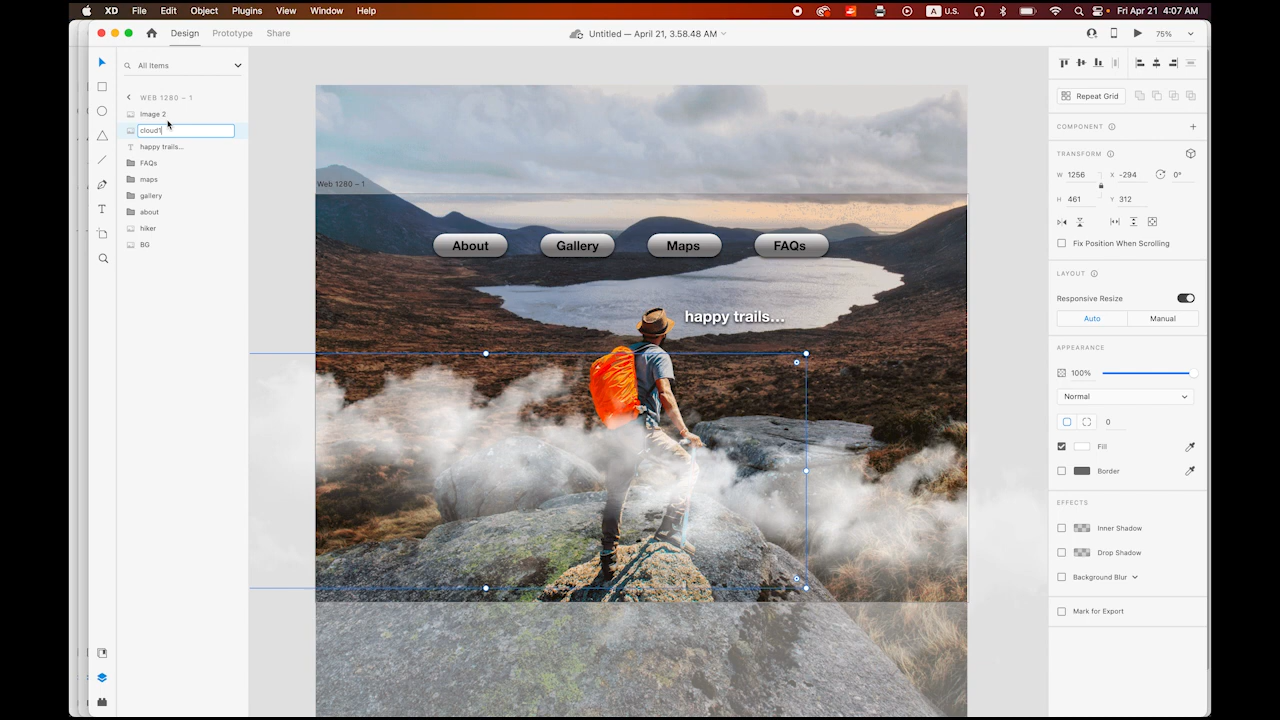 XD File Edit Object Plugins View Window Help
A U.S. Fri Apr 21 4:07 AM
Design Prototype Share
Untitled — April 21, 3.58.48 AM
75%
All Items
WEB 1280 – 1
Image 2
cloud1
happy trails...
FAQs
maps
gallery
about
hiker
BG
Web 1280 – 1
About Gallery Maps FAQs
happy trails...
Repeat Grid
COMPONENT
TRANSFORM
W 1256 X -294 0°
H 461 Y 312
Fix Position When Scrolling
LAYOUT
Responsive Resize
Auto Manual
APPEARANCE
100%
Normal
0
Fill
Border
EFFECTS
Inner Shadow
Drop Shadow
Background Blur
Mark for Export